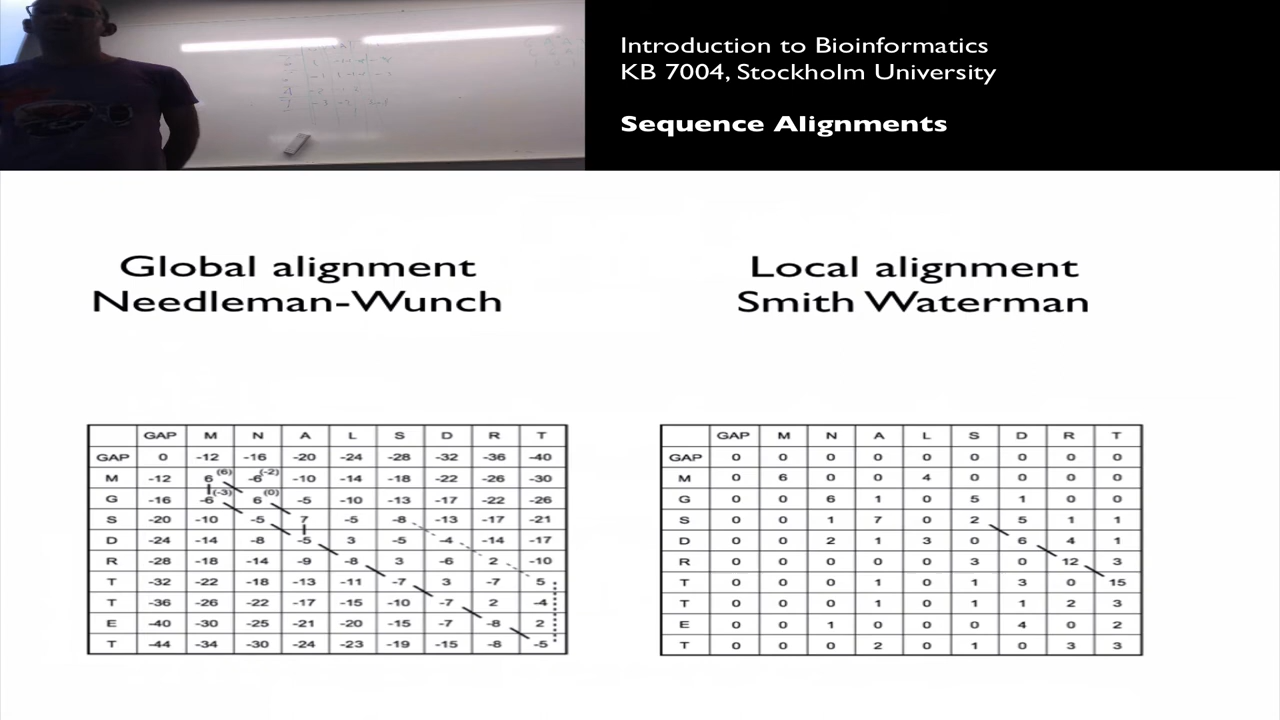 Introduction to Bioinformatics
KB 7004, Stockholm University
Sequence Alignments
Global alignment
Needleman-Wunch
Local alignment
Smith Waterman
GAP M N A L S D R T
GAP 0 -12 -16 -20 -24 -28 -32 -36 -40
M -12 6 (6) -6 (-2) -10 -14 -18 -22 -26 -30
G -16 -6 (-3) 6 (0) -5 -10 -13 -17 -22 -26
S -20 -10 -5 7 -5 -8 -13 -17 -21
D -24 -14 -8 -5 3 -5 -4 -14 -17
R -28 -18 -14 -9 -8 3 -6 2 -10
T -32 -22 -18 -13 -11 -7 3 -7 5
T -36 -26 -22 -17 -15 -10 -7 2 -4
E -40 -30 -25 -21 -20 -15 -7 -8 2
T -44 -34 -30 -24 -23 -19 -15 -8 -5
GAP M N A L S D R T
GAP 0 0 0 0 0 0 0 0 0
M 0 6 0 0 4 0 0 0 0
G 0 0 6 1 0 5 1 0 0
S 0 0 1 7 0 2 5 1 1
D 0 0 2 1 3 0 6 4 1
R 0 0 0 0 0 3 0 12 3
T 0 0 0 1 0 1 3 0 15
T 0 0 0 1 0 1 1 2 3
E 0 0 1 0 0 0 4 0 2
T 0 0 0 2 0 1 0 3 3